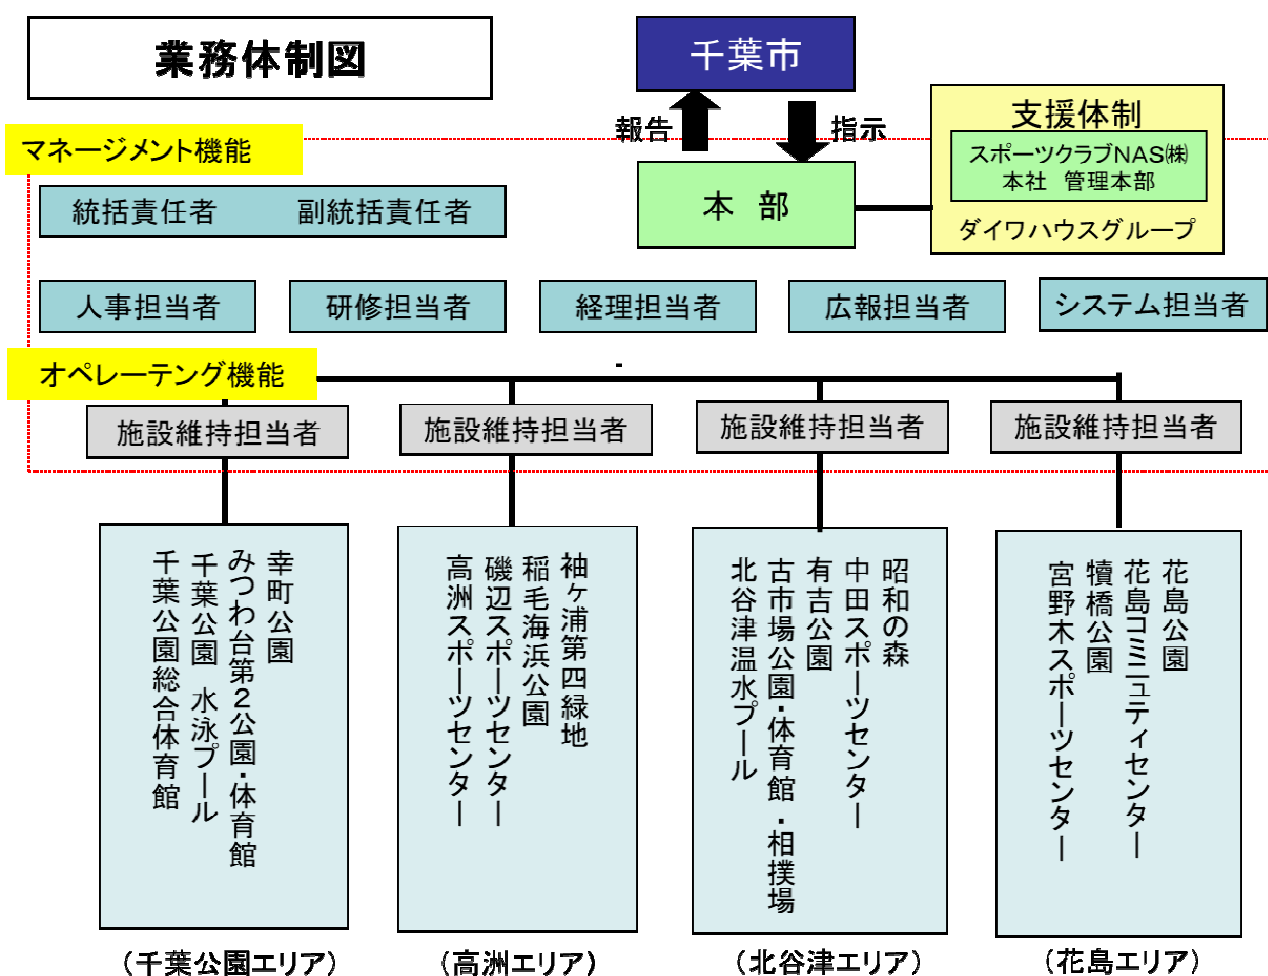 業務体制図
千葉市
報告
指示
支援体制
スポーツクラブNAS㈱
本社 管理本部
ダイワハウスグループ
マネージメント機能
本 部
統括責任者 副統括責任者
人事担当者
研修担当者
経理担当者
広報担当者
システム担当者
オペレーテング機能
施設維持担当者
施設維持担当者
施設維持担当者
施設維持担当者
幸町公園
みつわ台第2公園・体育館
千葉公園 水泳プール
千葉公園総合体育館
袖ヶ浦第四緑地
稲毛海浜公園
磯辺スポーツセンター
高洲スポーツセンター
昭和の森
中田スポーツセンター
有吉公園
古市場公園・体育館・相撲場
北谷津温水プール
花島公園
花島コミニュティセンター
犢橋公園
宮野木スポーツセンター
（千葉公園エリア）
（高洲エリア）
（北谷津エリア）
（花島エリア）